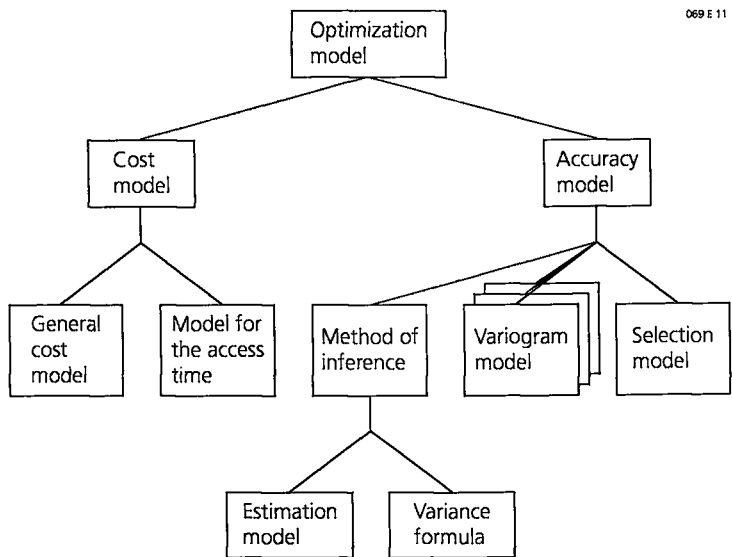 069 E 11
Optimization
model
Cost
model
Accuracy
model
General
cost
model
Model for
the access
time
Method of
inference
Variogram
model
Selection
model
Estimation
model
Variance
formula